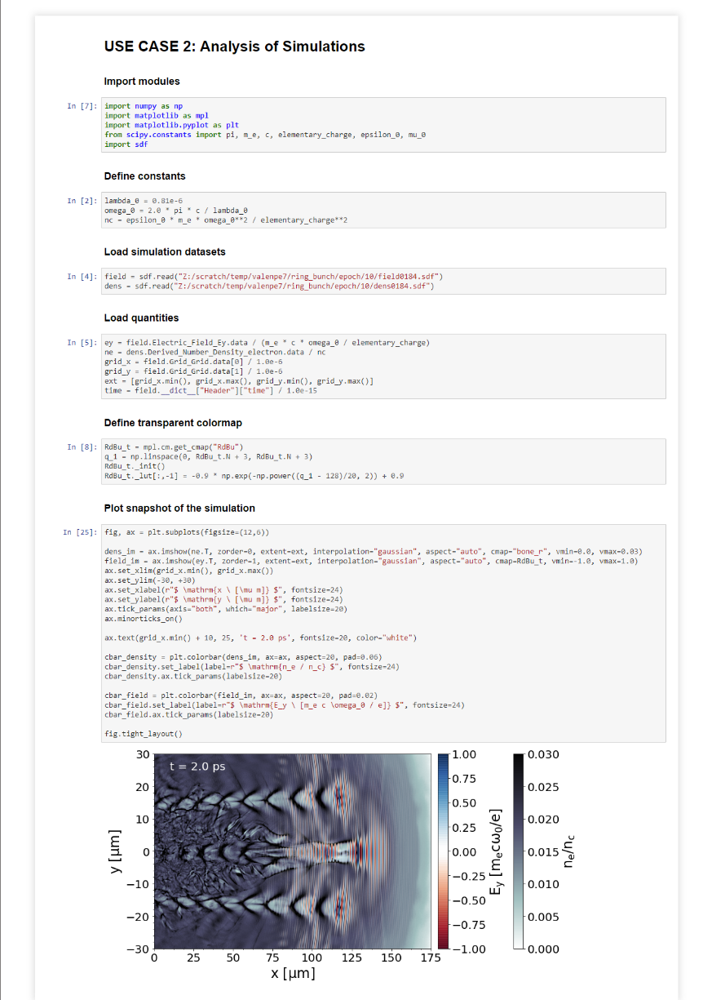 USE CASE 2: Analysis of Simulations
Import modules
In [7]: import numpy as np
import matplotlib as mpl
import matplotlib.pyplot as plt
from scipy.constants import pi, m_e, c, elementary_charge, epsilon_0, mu_0
import sdf
Define constants
In [2]: lambda_0 = 0.81e-6
omega_0 = 2.0 * pi * c / lambda_0
nc = epsilon_0 * m_e * omega_0**2 / elementary_charge**2
Load simulation datasets
In [4]: field = sdf.read("Z:/scratch/temp/valenpe7/ring_bunch/epoch/10/field0184.sdf")
dens = sdf.read("Z:/scratch/temp/valenpe7/ring_bunch/epoch/10/dens0184.sdf")
Load quantities
In [5]: ey = field.Electric_Field_Ey.data / (m_e * c * omega_0 / elementary_charge)
ne = dens.Derived_Number_Density_electron.data / nc
grid_x = field.Grid_Grid.data[0] / 1.0e-6
grid_y = field.Grid_Grid.data[1] / 1.0e-6
ext = [grid_x.min(), grid_x.max(), grid_y.min(), grid_y.max()]
time = field.__dict__["Header"]["time"] / 1.0e-15
Define transparent colormap
In [8]: RdBu_t = mpl.cm.get_cmap("RdBu")
q_1 = np.linspace(0, RdBu_t.N + 3, RdBu_t.N + 3)
RdBu_t._init()
RdBu_t._lut[:,-1] = -0.9 * np.exp(-np.power((q_1 - 128)/20, 2)) + 0.9
Plot snapshot of the simulation
In [25]: fig, ax = plt.subplots(figsize=(12,6))
dens_im = ax.imshow(ne.T, zorder=0, extent=ext, interpolation="gaussian", aspect="auto", cmap="bone_r", vmin=0.0, vmax=0.03)
field_im = ax.imshow(ey.T, zorder=1, extent=ext, interpolation="gaussian", aspect="auto", cmap=RdBu_t, vmin=-1.0, vmax=1.0)
ax.set_xlim(grid_x.min(), grid_x.max())
ax.set_ylim(-30, +30)
ax.set_xlabel(r"$ \mathrm{x \ [\mu m]} $", fontsize=24)
ax.set_ylabel(r"$ \mathrm{y \ [\mu m]} $", fontsize=24)
ax.tick_params(axis="both", which="major", labelsize=20)
ax.minorticks_on()
ax.text(grid_x.min() + 10, 25, 't = 2.0 ps', fontsize=20, color="white")
cbar_density = plt.colorbar(dens_im, ax=ax, aspect=20, pad=0.06)
cbar_density.set_label(label=r"$ \mathrm{n_e / n_c} $", fontsize=24)
cbar_density.ax.tick_params(labelsize=20)
cbar_field = plt.colorbar(field_im, ax=ax, aspect=20, pad=0.02)
cbar_field.set_label(label=r"$ \mathrm{E_y \ [m_e c \omega_0 / e]} $", fontsize=24)
cbar_field.ax.tick_params(labelsize=20)
fig.tight_layout()
t = 2.0 ps
30
20
10
0
−10
−20
−30
y [μm]
0 25 50 75 100 125 150 175
x [μm]
1.00
0.75
0.50
0.25
0.00
−0.25
−0.50
−0.75
−1.00
Ey [mecω0/e]
0.030
0.025
0.020
0.015
0.010
0.005
0.000
ne/nc